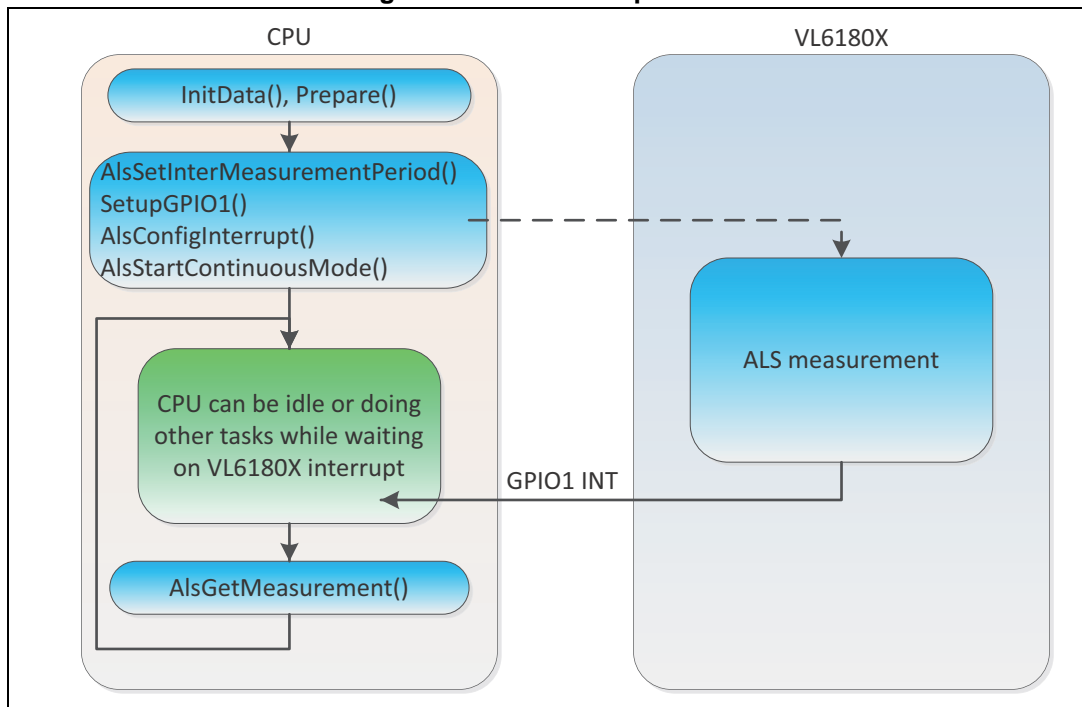 CPU
VL6180X
InitData(), Prepare()
AlsSetInterMeasurementPeriod()
SetupGPIO1()
AlsConfigInterrupt()
AlsStartContinuousMode()
ALS measurement
CPU can be idle or doing
other tasks while waiting
on VL6180X interrupt
GPIO1 INT
AlsGetMeasurement()